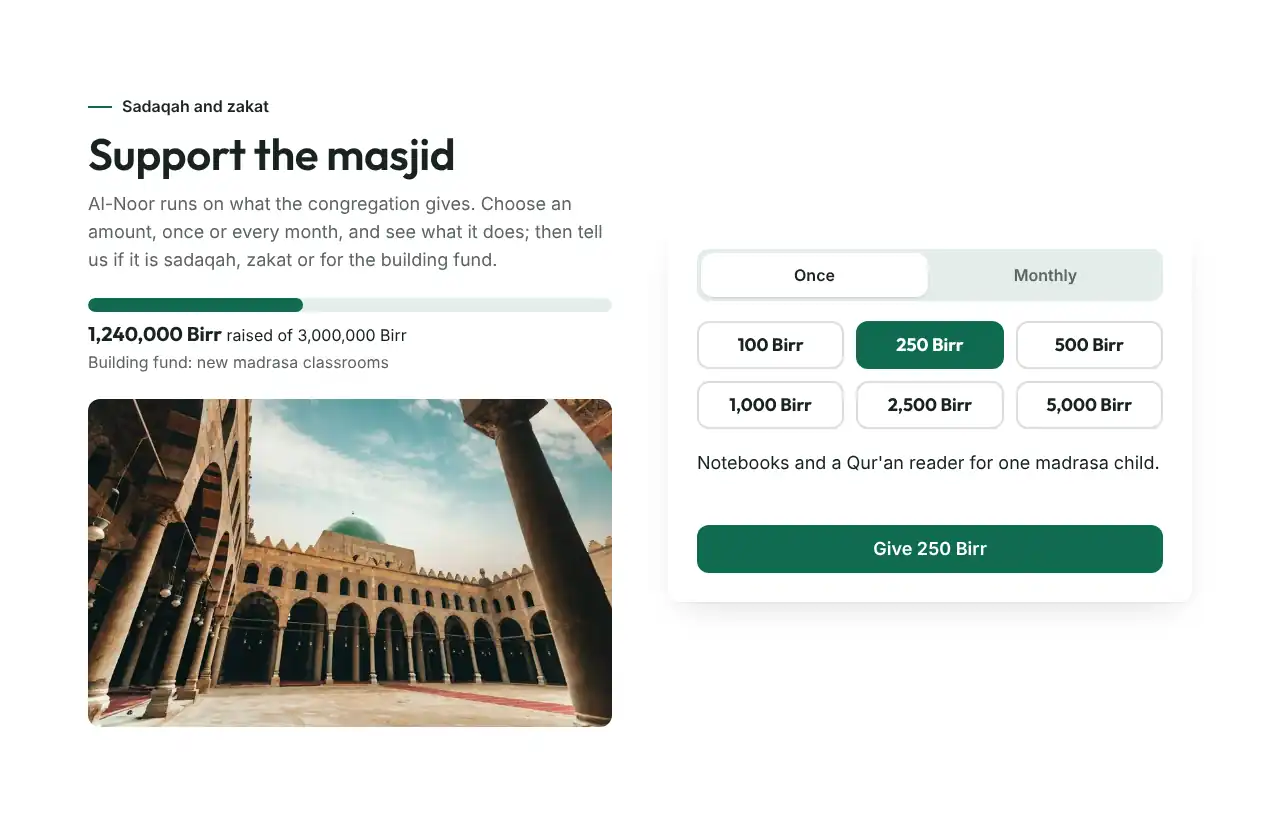 Sadaqah and zakat
Support the masjid
Al-Noor runs on what the congregation gives. Choose an
amount, once or every month, and see what it does; then tell
us if it is sadaqah, zakat or for the building fund.
1,240,000 Birr raised of 3,000,000 Birr
Building fund: new madrasa classrooms
Once
Monthly
100 Birr
250 Birr
500 Birr
1,000 Birr
2,500 Birr
5,000 Birr
Notebooks and a Qur'an reader for one madrasa child.
Give 250 Birr